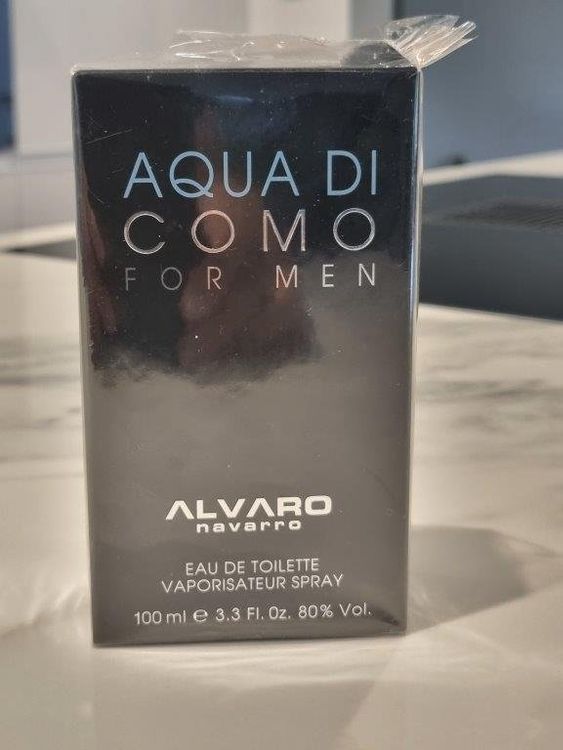 AQUA DI
COMO
FOR MEN
ALVARO
navarro
EAU DE TOILETTE
VAPORISATEUR SPRAY
100 ml ℮ 3.3 Fl. Oz. 80% Vol.